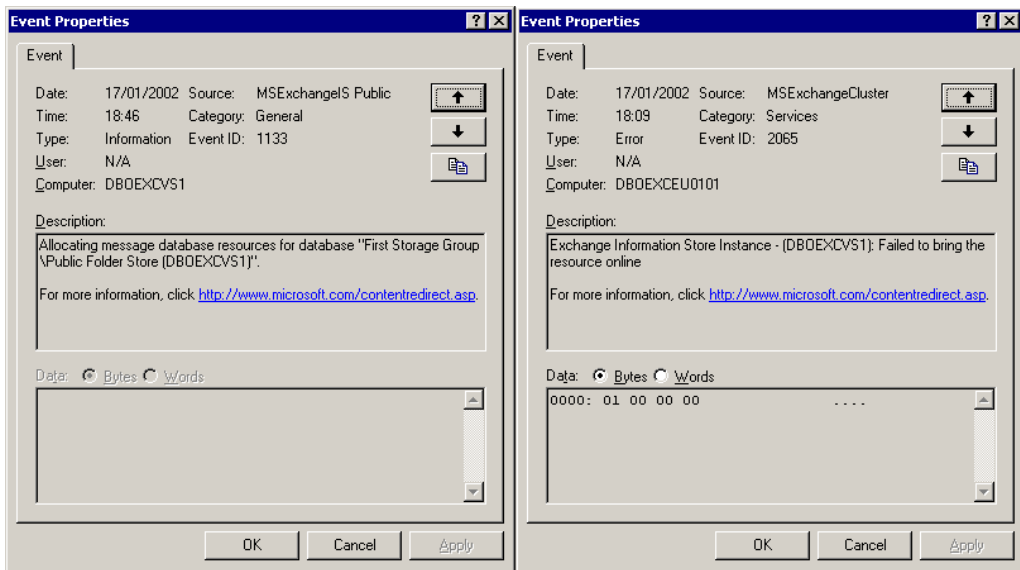 Event Properties
Event
Date: 17/01/2002 Source: MSExchangeIS Public
Time: 18:46 Category: General
Type: Information Event ID: 1133
User: N/A
Computer: DBOEXCVS1
Description:
Allocating message database resources for database "First Storage Group
\Public Folder Store (DBOEXCVS1)".
For more information, click http://www.microsoft.com/contentredirect.asp.
Data: Bytes Words
OK Cancel Apply
Event Properties
Event
Date: 17/01/2002 Source: MSExchangeCluster
Time: 18:09 Category: Services
Type: Error Event ID: 2065
User: N/A
Computer: DBOEXCEU0101
Description:
Exchange Information Store Instance - (DBOEXCVS1): Failed to bring the
resource online
For more information, click http://www.microsoft.com/contentredirect.asp.
Data: Bytes Words
0000: 01 00 00 00 ....
OK Cancel Apply